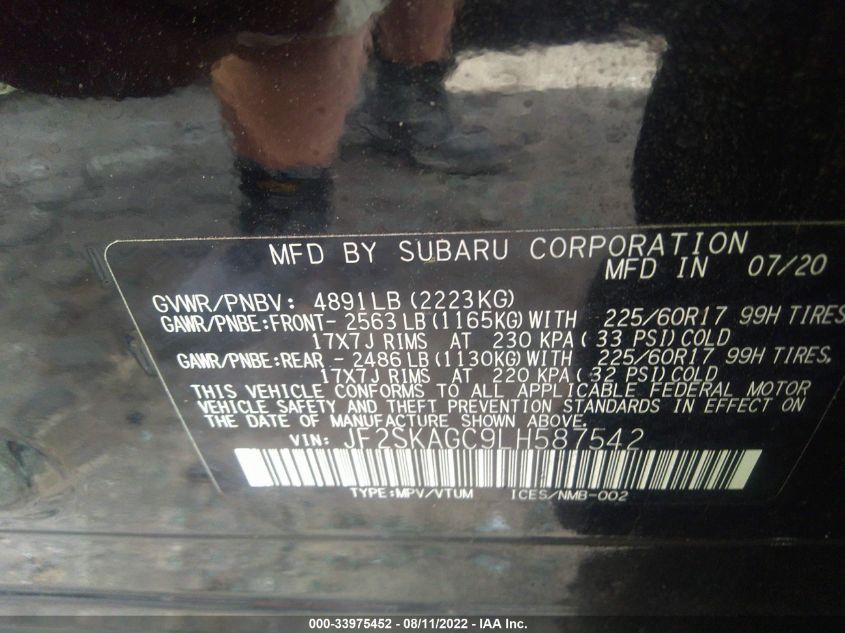 MFD BY SUBARU CORPORATION
MFD IN 07/20
GVWR/PNBV: 4891LB (2223KG)
GAWR/PNBE:FRONT- 2563 LB (1165KG) WITH 225/60R17 99H TIRES
17X7J RIMS AT 230 KPA ( 33 PSI) COLD
GAWR/PNBE:REAR - 2486 LB (1130KG) WITH 225/60R17 99H TIRES,
17X7J RIMS AT 220 KPA ( 32 PSI) COLD
THIS VEHICLE CONFORMS TO ALL APPLICABLE FEDERAL MOTOR
VEHICLE SAFETY AND THEFT PREVENTION STANDARDS IN EFFECT ON
THE DATE OF MANUFACTURE SHOWN ABOVE.
VIN: JF2SKAGC9LH587542
TYPE:MPV/VTUM ICES/NMB-002
000-33975452 - 08/11/2022 - IAA Inc.